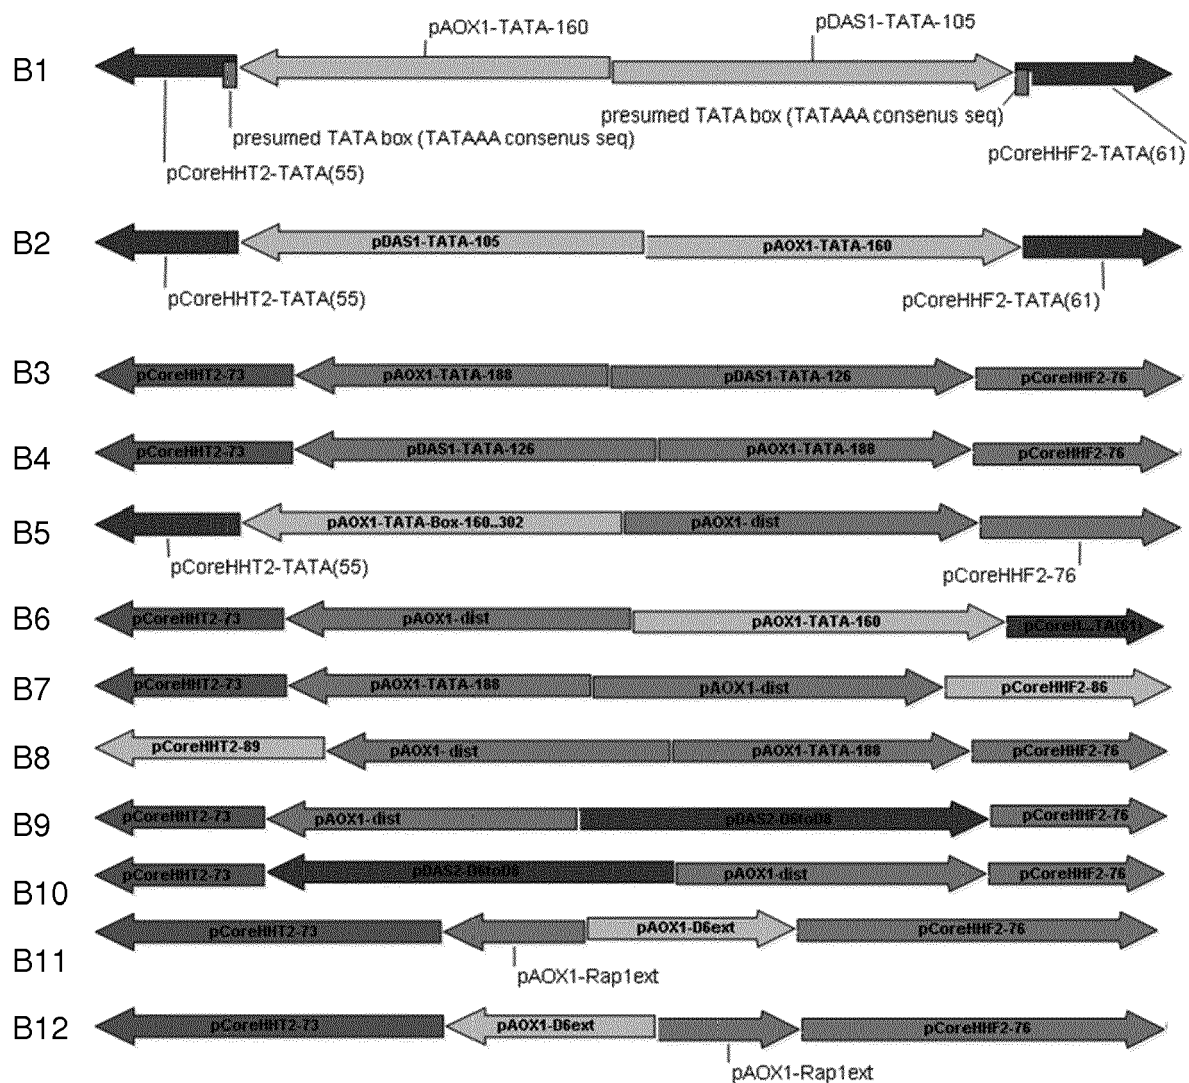 pAOX1-TATA-160
pDAS1-TATA-105
B1
presumed TATA box (TATAAA consenus seq)
presumed TATA box (TATAAA consenus seq)
pCoreHHT2-TATA(55)
pCoreHHF2-TATA(61)
B2
pDAS1-TATA-105
pAOX1-TATA-160
pCoreHHT2-TATA(55)
pCoreHHF2-TATA(61)
B3
pCoreHHT2-73
pAOX1-TATA-188
pDAS1-TATA-126
pCoreHHF2-76
B4
pCoreHHT2-73
pDAS1-TATA-126
pAOX1-TATA-188
pCoreHHF2-76
B5
pAOX1-TATA-Box-160..302
pAOX1- dist
pCoreHHT2-TATA(55)
pCoreHHF2-76
B6
pCoreHHT2-73
pAOX1-dist
pAOX1-TATA-160
pCoreH...TA(61)
B7
pCoreHHT2-73
pAOX1-TATA-188
pAOX1-dist
pCoreHHF2-86
B8
pCoreHHT2-89
pAOX1- dist
pAOX1-TATA-188
pCoreHHF2-76
B9
pCoreHHT2-73
pAOX1-dist
pDAS2-D6toD8
pCoreHHF2-76
B10
pCoreHHT2-73
pDAS2-D6toD8
pAOX1-dist
pCoreHHF2-76
B11
pCoreHHT2-73
pAOX1-D6ext
pCoreHHF2-76
pAOX1-Rap1ext
B12
pCoreHHT2-73
pAOX1-D6ext
pCoreHHF2-76
pAOX1-Rap1ext